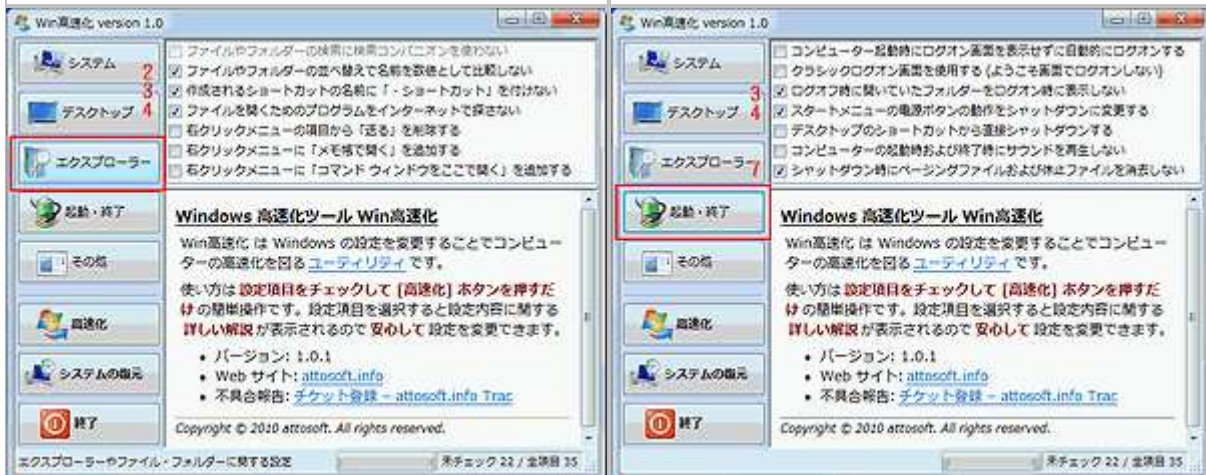 Win高速化 version 1.0
システム
デスクトップ
エクスプローラー
起動・終了
その他
高速化
システムの復元
終了
2
3
4
ファイルやフォルダーの検索に検索コンパニオンを使わない
ファイルやフォルダーの並べ替えで名前を数値として比較しない
作成されるショートカットの名前に「 - ショートカット」を付けない
ファイルを開くためのプログラムをインターネットで探さない
右クリックメニューの項目から「送る」を削除する
右クリックメニューに「メモ帳で開く」を追加する
右クリックメニューに「コマンド ウィンドウをここで開く」を追加する
Windows 高速化ツール Win高速化
Win高速化 は Windows の設定を変更することでコンピュー
ターの高速化を図る ユーティリティ です。
使い方は 設定項目をチェックして [高速化] ボタンを押すだ
け の簡単操作です。設定項目を選択すると設定内容に関する
詳しい解説 が表示されるので 安心して 設定を変更できます。
• バージョン: 1.0.1
• Web サイト: attosoft.info
• 不具合報告: チケット登録 – attosoft.info Trac
Copyright © 2010 attosoft. All rights reserved.
エクスプローラーやファイル・フォルダーに関する設定
未チェック 22 / 全項目 35
Win高速化 version 1.0
システム
デスクトップ
エクスプローラー
起動・終了
その他
高速化
システムの復元
終了
3
4
7
コンピューター起動時にログオン画面を表示せずに自動的にログオンする
クラシックログオン画面を使用する (ようこそ画面でログオンしない)
ログオフ時に開いていたフォルダーをログオン時に表示しない
スタートメニューの電源ボタンの動作をシャットダウンに変更する
デスクトップのショートカットから直接シャットダウンする
コンピューターの起動時および終了時にサウンドを再生しない
シャットダウン時にページングファイルおよび休止ファイルを消去しない
Windows 高速化ツール Win高速化
Win高速化 は Windows の設定を変更することでコンピュー
ターの高速化を図る ユーティリティ です。
使い方は 設定項目をチェックして [高速化] ボタンを押すだ
け の簡単操作です。設定項目を選択すると設定内容に関する
詳しい解説 が表示されるので 安心して 設定を変更できます。
• バージョン: 1.0.1
• Web サイト: attosoft.info
• 不具合報告: チケット登録 – attosoft.info Trac
Copyright © 2010 attosoft. All rights reserved.
未チェック 22 / 全項目 35